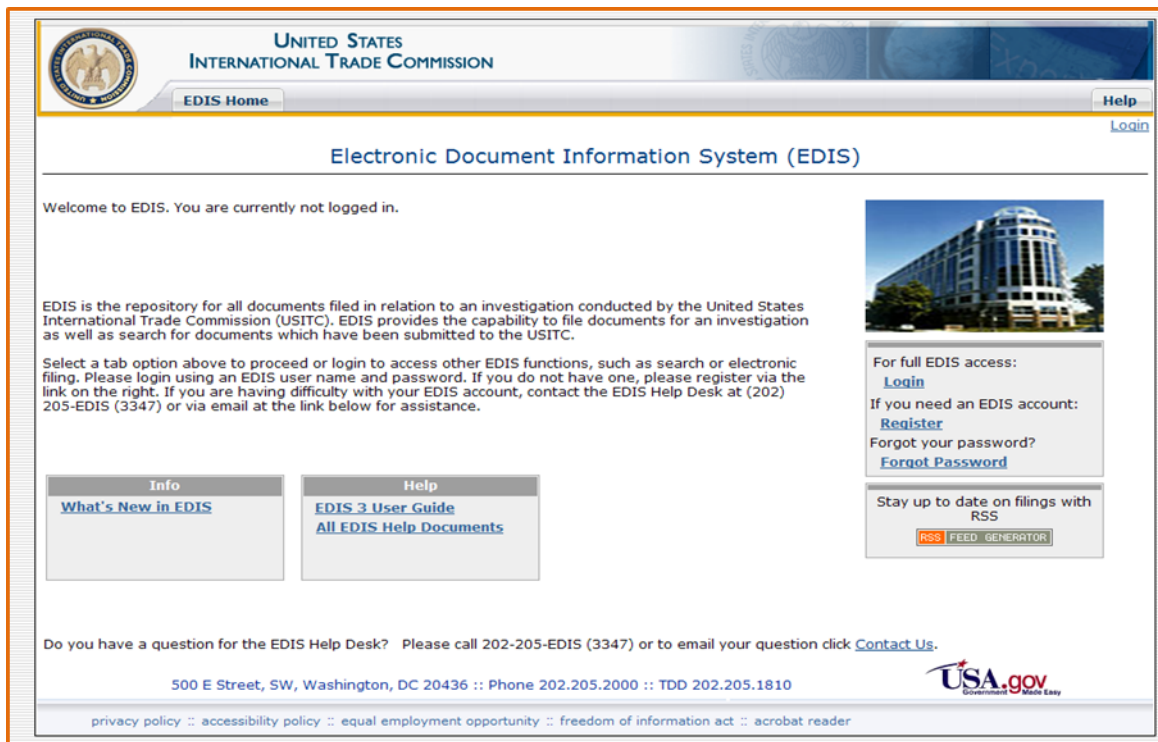 UNITED STATES
INTERNATIONAL TRADE COMMISSION
EDIS Home
Help
Login
Electronic Document Information System (EDIS)
Welcome to EDIS. You are currently not logged in.
EDIS is the repository for all documents filed in relation to an investigation conducted by the United States
International Trade Commission (USITC). EDIS provides the capability to file documents for an investigation
as well as search for documents which have been submitted to the USITC.
Select a tab option above to proceed or login to access other EDIS functions, such as search or electronic
filing. Please login using an EDIS user name and password. If you do not have one, please register via the
link on the right. If you are having difficulty with your EDIS account, contact the EDIS Help Desk at (202)
205-EDIS (3347) or via email at the link below for assistance.
For full EDIS access:
Login
If you need an EDIS account:
Register
Forgot your password?
Forgot Password
Info
What's New in EDIS
Help
EDIS 3 User Guide
All EDIS Help Documents
Stay up to date on filings with
RSS
RSS FEED GENERATOR
Do you have a question for the EDIS Help Desk? Please call 202-205-EDIS (3347) or to email your question click Contact Us.
500 E Street, SW, Washington, DC 20436 :: Phone 202.205.2000 :: TDD 202.205.1810
USA.gov
Government Made Easy
privacy policy :: accessibility policy :: equal employment opportunity :: freedom of information act :: acrobat reader